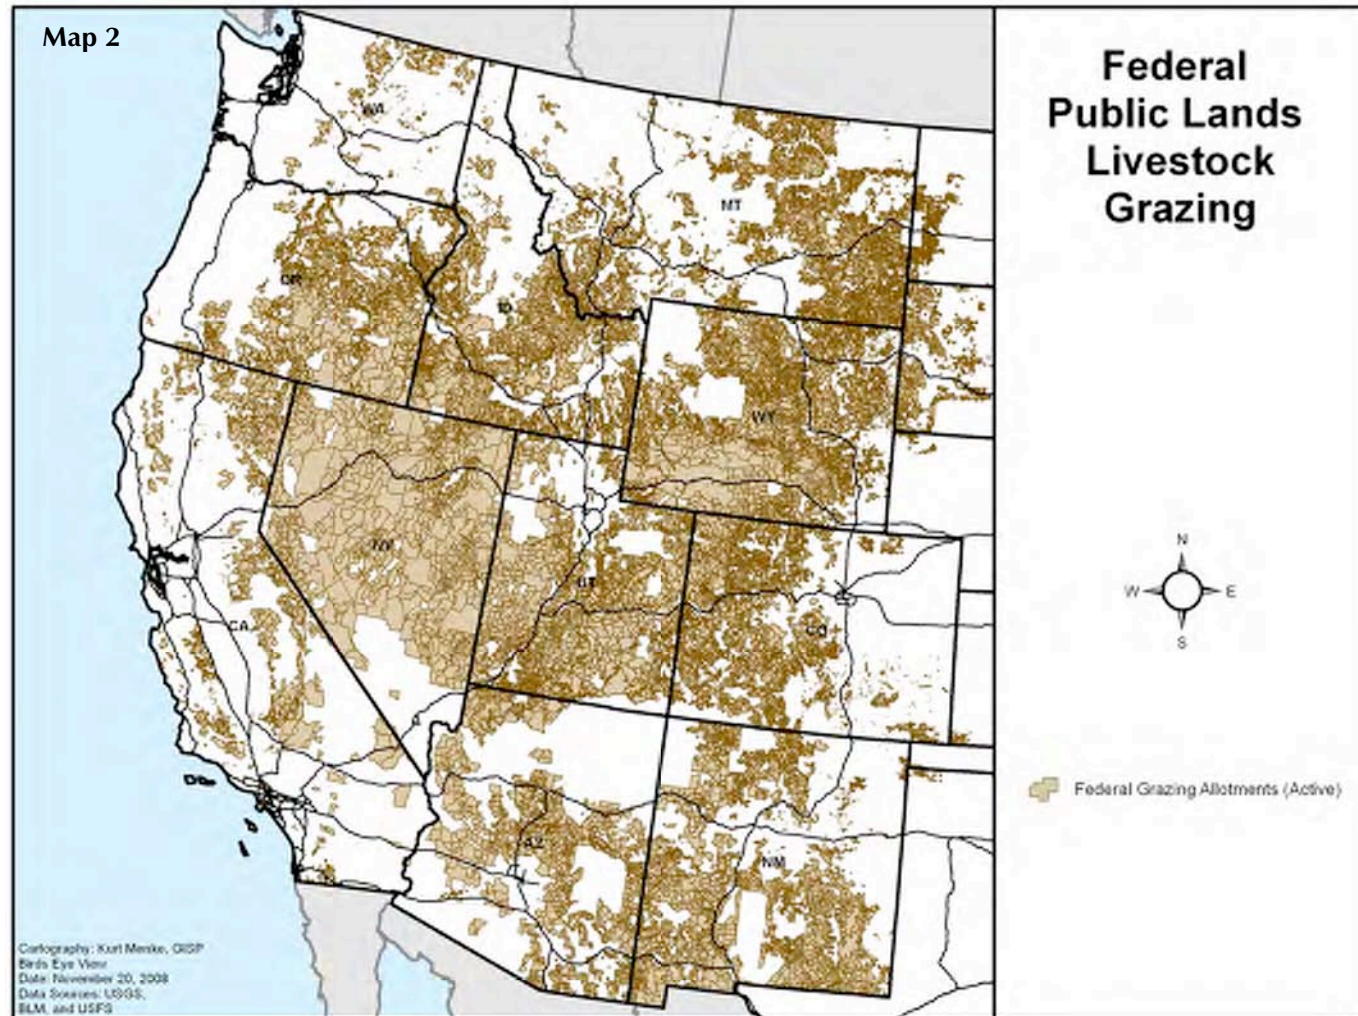 Map 2
Federal
Public Lands
Livestock
Grazing
WA
MT
OR
ID
WY
NV
UT
CA
CO
AZ
NM
N
W
E
S
Federal Grazing Allotments (Active)
Cartography: Kurt Menke, GISP
Birds Eye View
Date: November 20, 2008
Data Sources: USGS,
BLM, and USFS